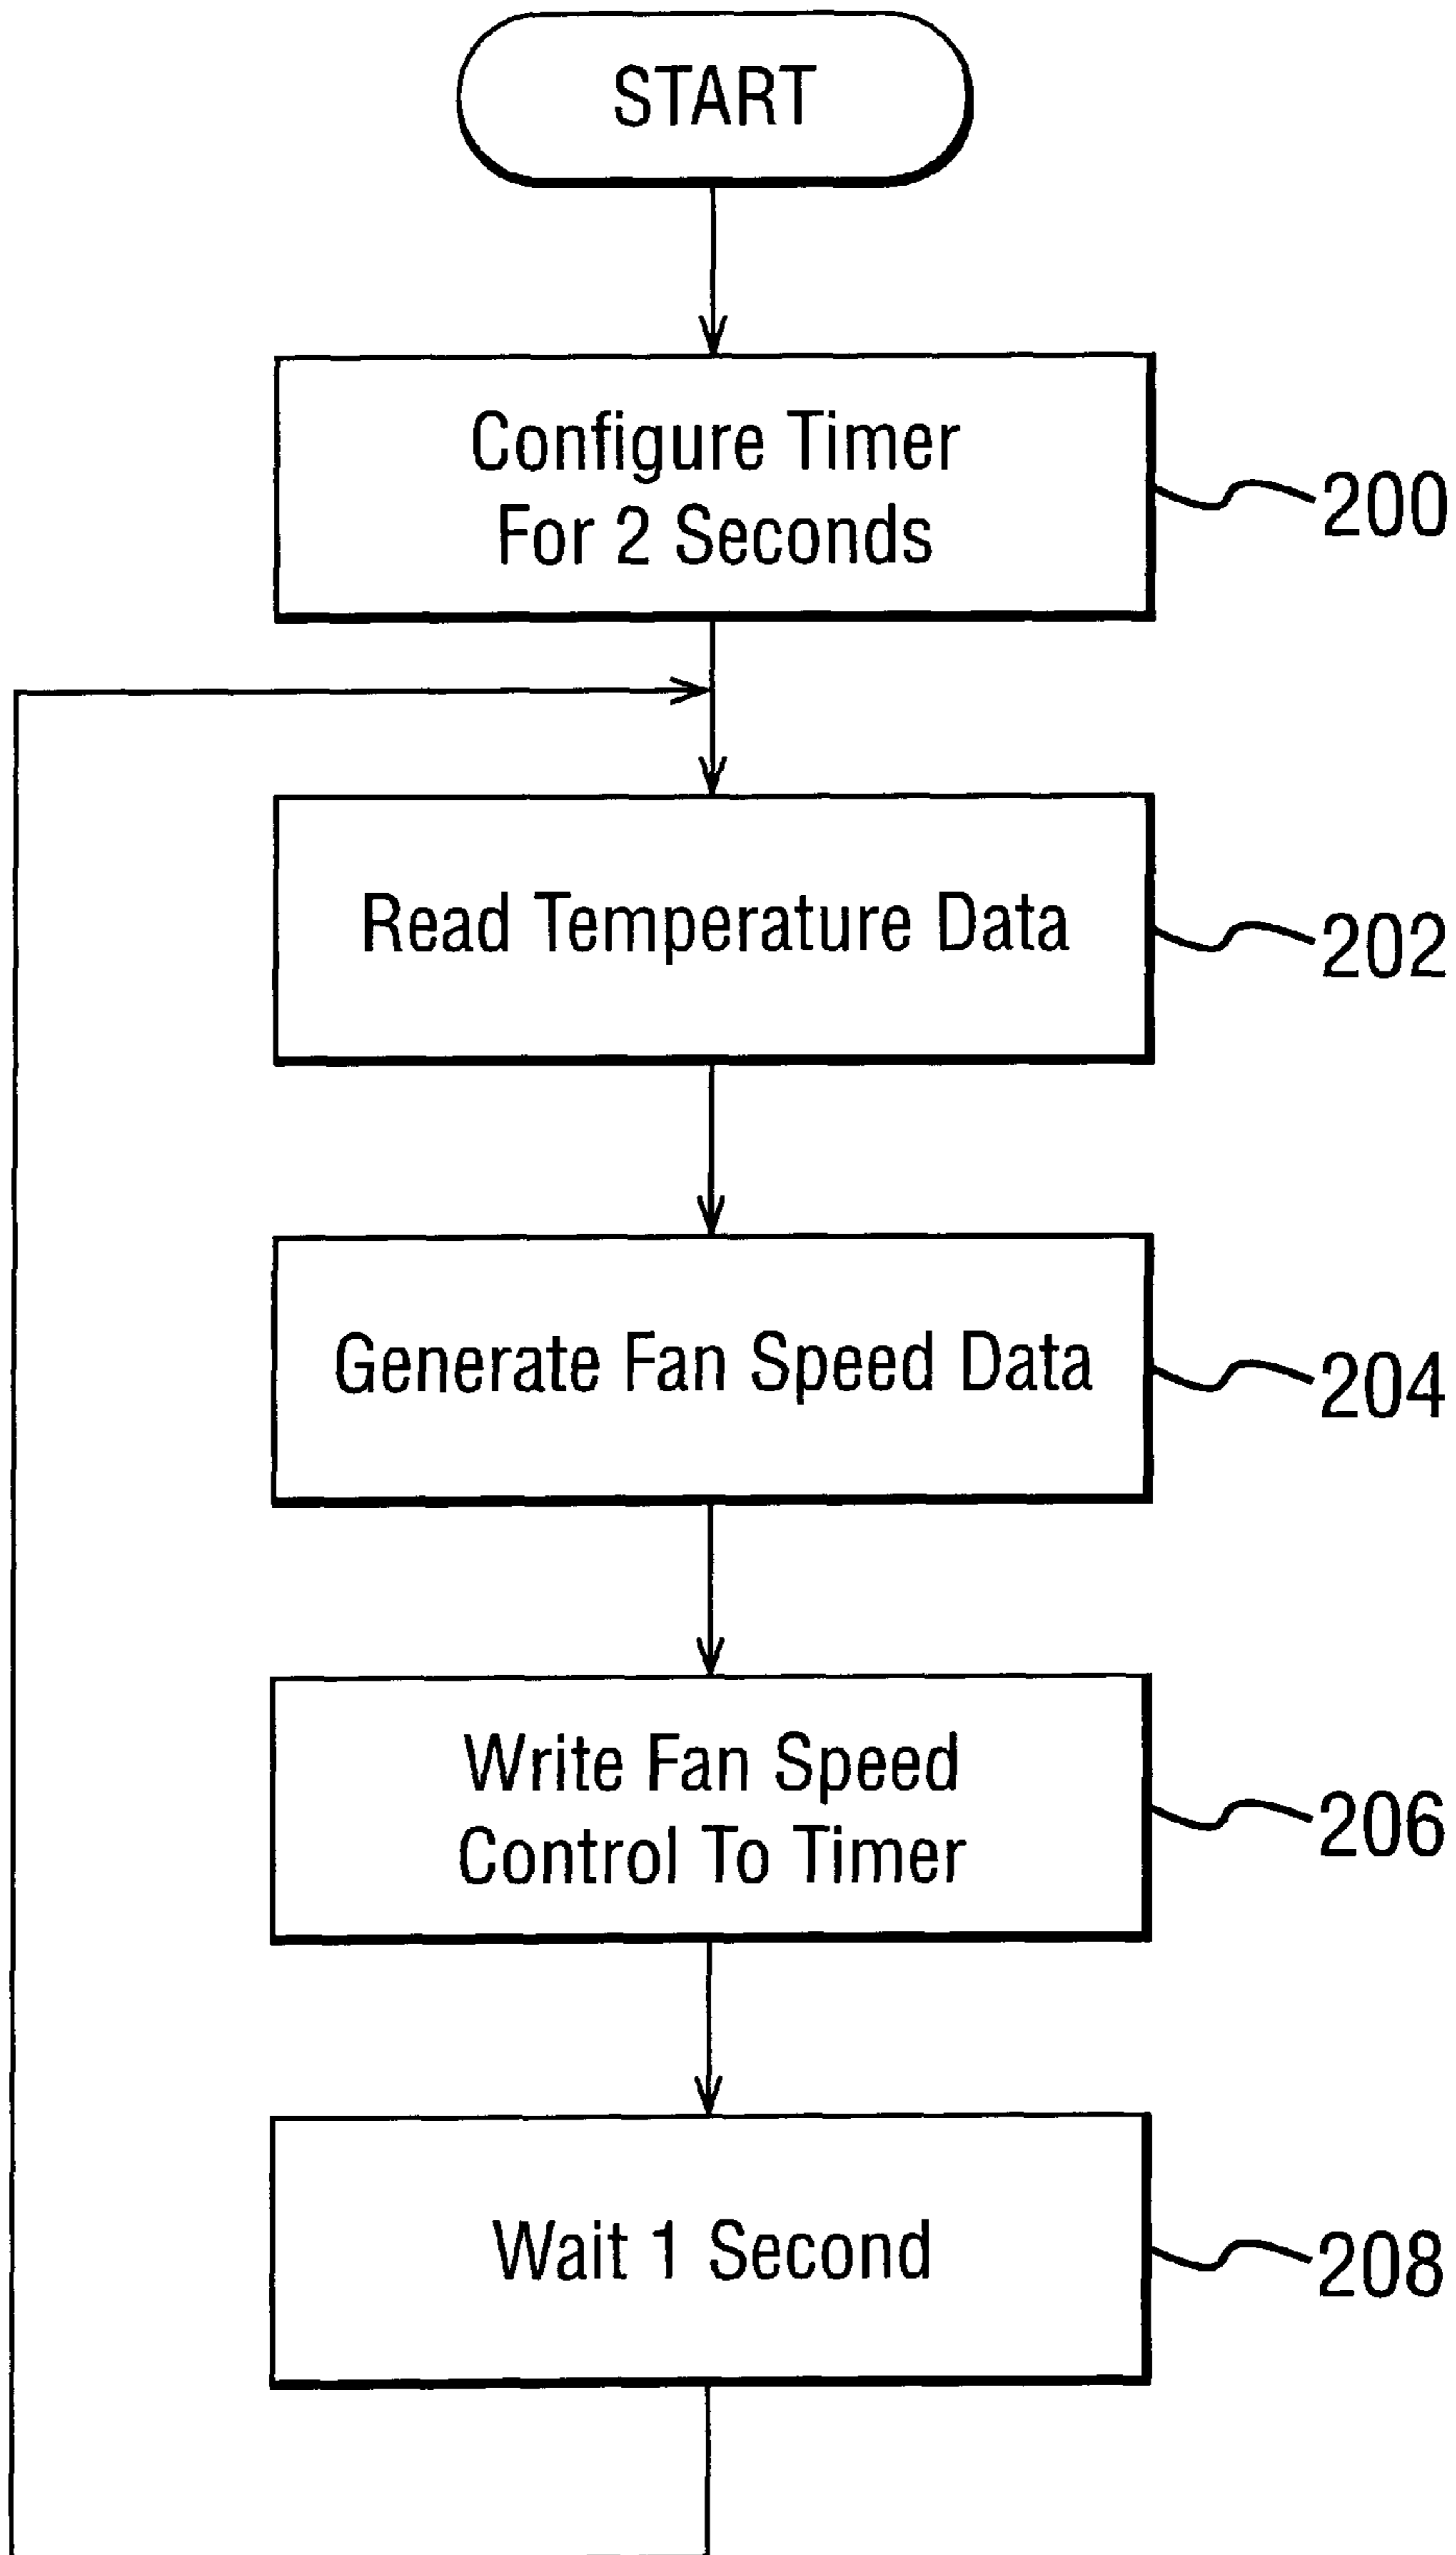 START
Configure Timer
For 2 Seconds
200
Read Temperature Data
202
Generate Fan Speed Data
204
Write Fan Speed
Control To Timer
206
Wait 1 Second
208